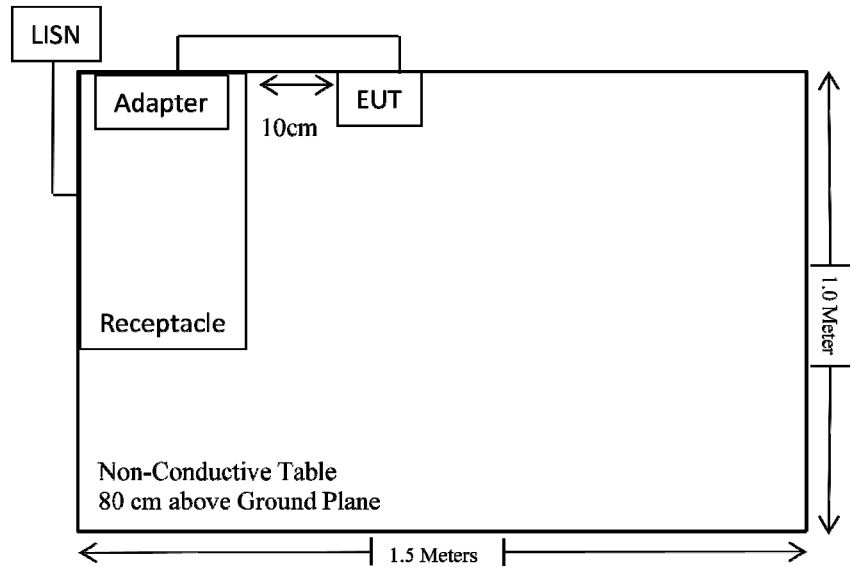 LISN
Adapter
EUT
10cm
Receptacle
1.0 Meter
Non-Conductive Table
80 cm above Ground Plane
1.5 Meters